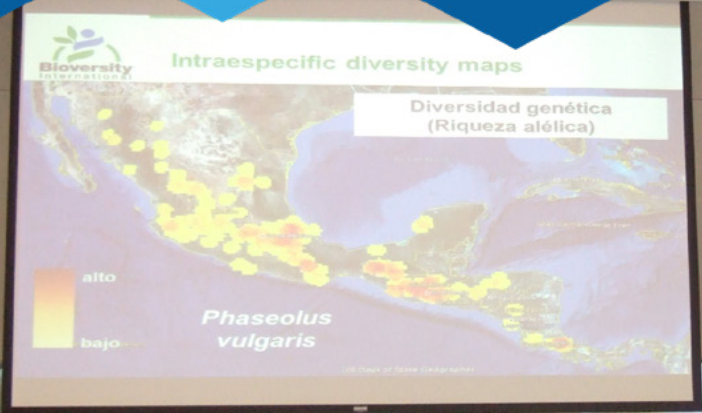 Bioversity
International
Intraespecific diversity maps
Diversidad genética
(Riqueza alélica)
alto
bajo
Phaseolus
vulgaris